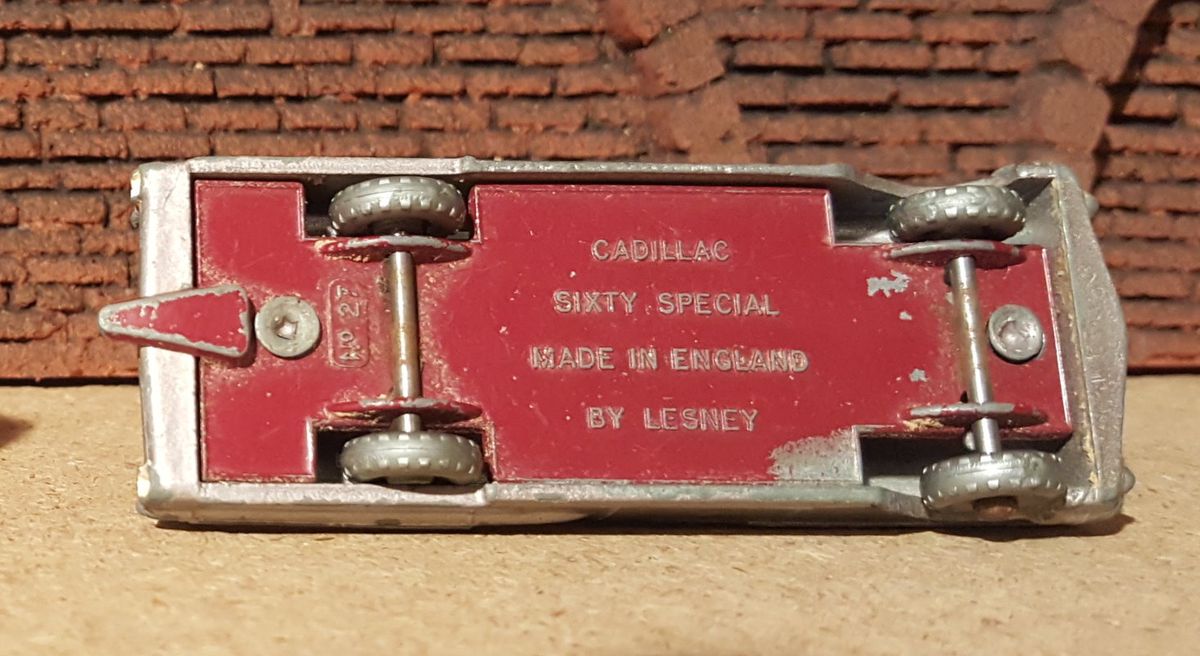 CADILLAC
SIXTY SPECIAL
MADE IN ENGLAND
BY LESNEY